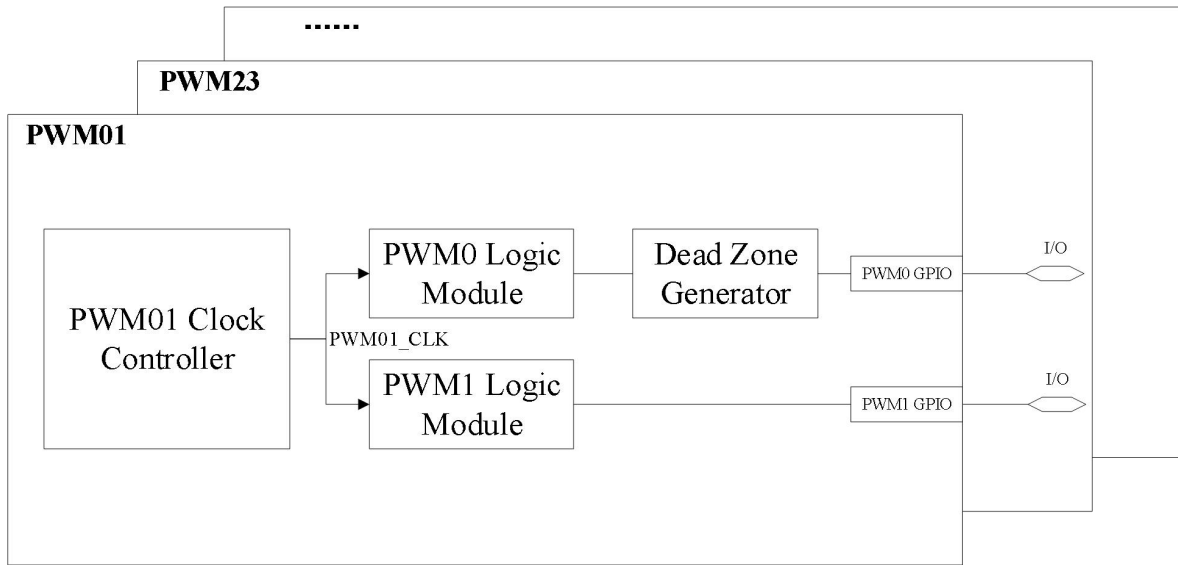 ......
PWM23
PWM01
PWM01 Clock
Controller
PWM01_CLK
PWM0 Logic
Module
Dead Zone
Generator
PWM0 GPIO
I/O
PWM1 Logic
Module
PWM1 GPIO
I/O